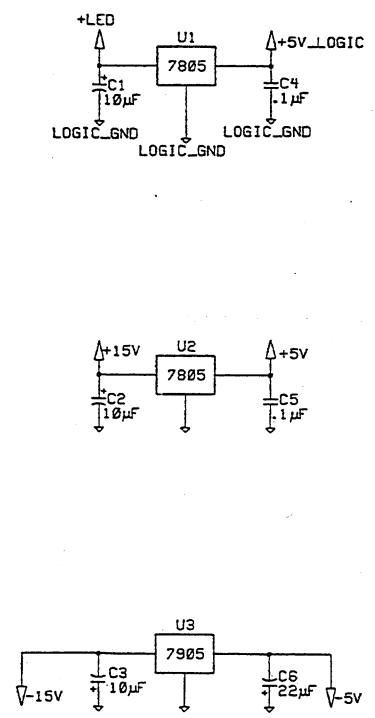 +LED
U1
+5V_LOGIC
7805
+
C1
10µF
C4
.1µF
LOGIC_GND
LOGIC_GND
LOGIC_GND
+15V
U2
+5V
7805
+
C2
10µF
C5
.1µF
U3
7905
-15V
C3
+
10µF
C6
+
22µF
-5V